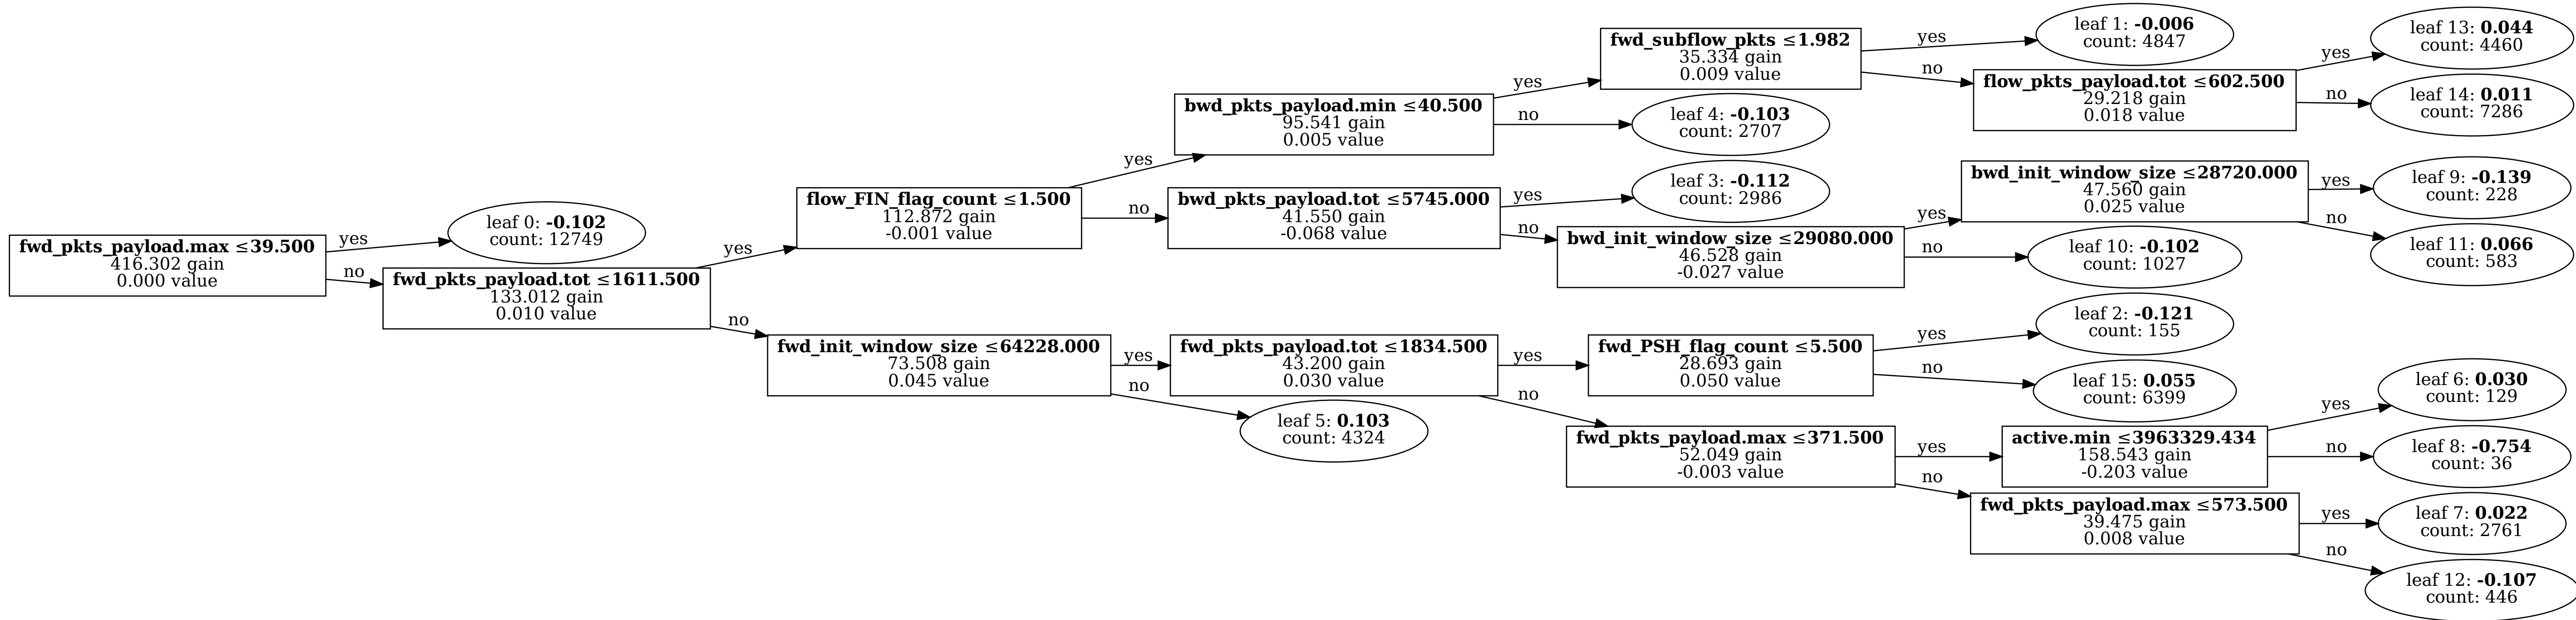 fwd_pkts_payload.max ≤39.500
416.302 gain
0.000 value
yes
no
leaf 0: -0.102
count: 12749
fwd_pkts_payload.tot ≤1611.500
133.012 gain
0.010 value
yes
no
flow_FIN_flag_count ≤1.500
112.872 gain
-0.001 value
yes
no
fwd_init_window_size ≤64228.000
73.508 gain
0.045 value
yes
no
bwd_pkts_payload.min ≤40.500
95.541 gain
0.005 value
yes
no
bwd_pkts_payload.tot ≤5745.000
41.550 gain
-0.068 value
yes
no
fwd_pkts_payload.tot ≤1834.500
43.200 gain
0.030 value
yes
no
leaf 5: 0.103
count: 4324
fwd_subflow_pkts ≤1.982
35.334 gain
0.009 value
yes
no
leaf 4: -0.103
count: 2707
leaf 3: -0.112
count: 2986
bwd_init_window_size ≤29080.000
46.528 gain
-0.027 value
yes
no
fwd_PSH_flag_count ≤5.500
28.693 gain
0.050 value
yes
no
fwd_pkts_payload.max ≤371.500
52.049 gain
-0.003 value
yes
no
leaf 1: -0.006
count: 4847
flow_pkts_payload.tot ≤602.500
29.218 gain
0.018 value
yes
no
bwd_init_window_size ≤28720.000
47.560 gain
0.025 value
yes
no
leaf 10: -0.102
count: 1027
leaf 2: -0.121
count: 155
leaf 15: 0.055
count: 6399
active.min ≤3963329.434
158.543 gain
-0.203 value
yes
no
fwd_pkts_payload.max ≤573.500
39.475 gain
0.008 value
yes
no
leaf 13: 0.044
count: 4460
leaf 14: 0.011
count: 7286
leaf 9: -0.139
count: 228
leaf 11: 0.066
count: 583
leaf 6: 0.030
count: 129
leaf 8: -0.754
count: 36
leaf 7: 0.022
count: 2761
leaf 12: -0.107
count: 446